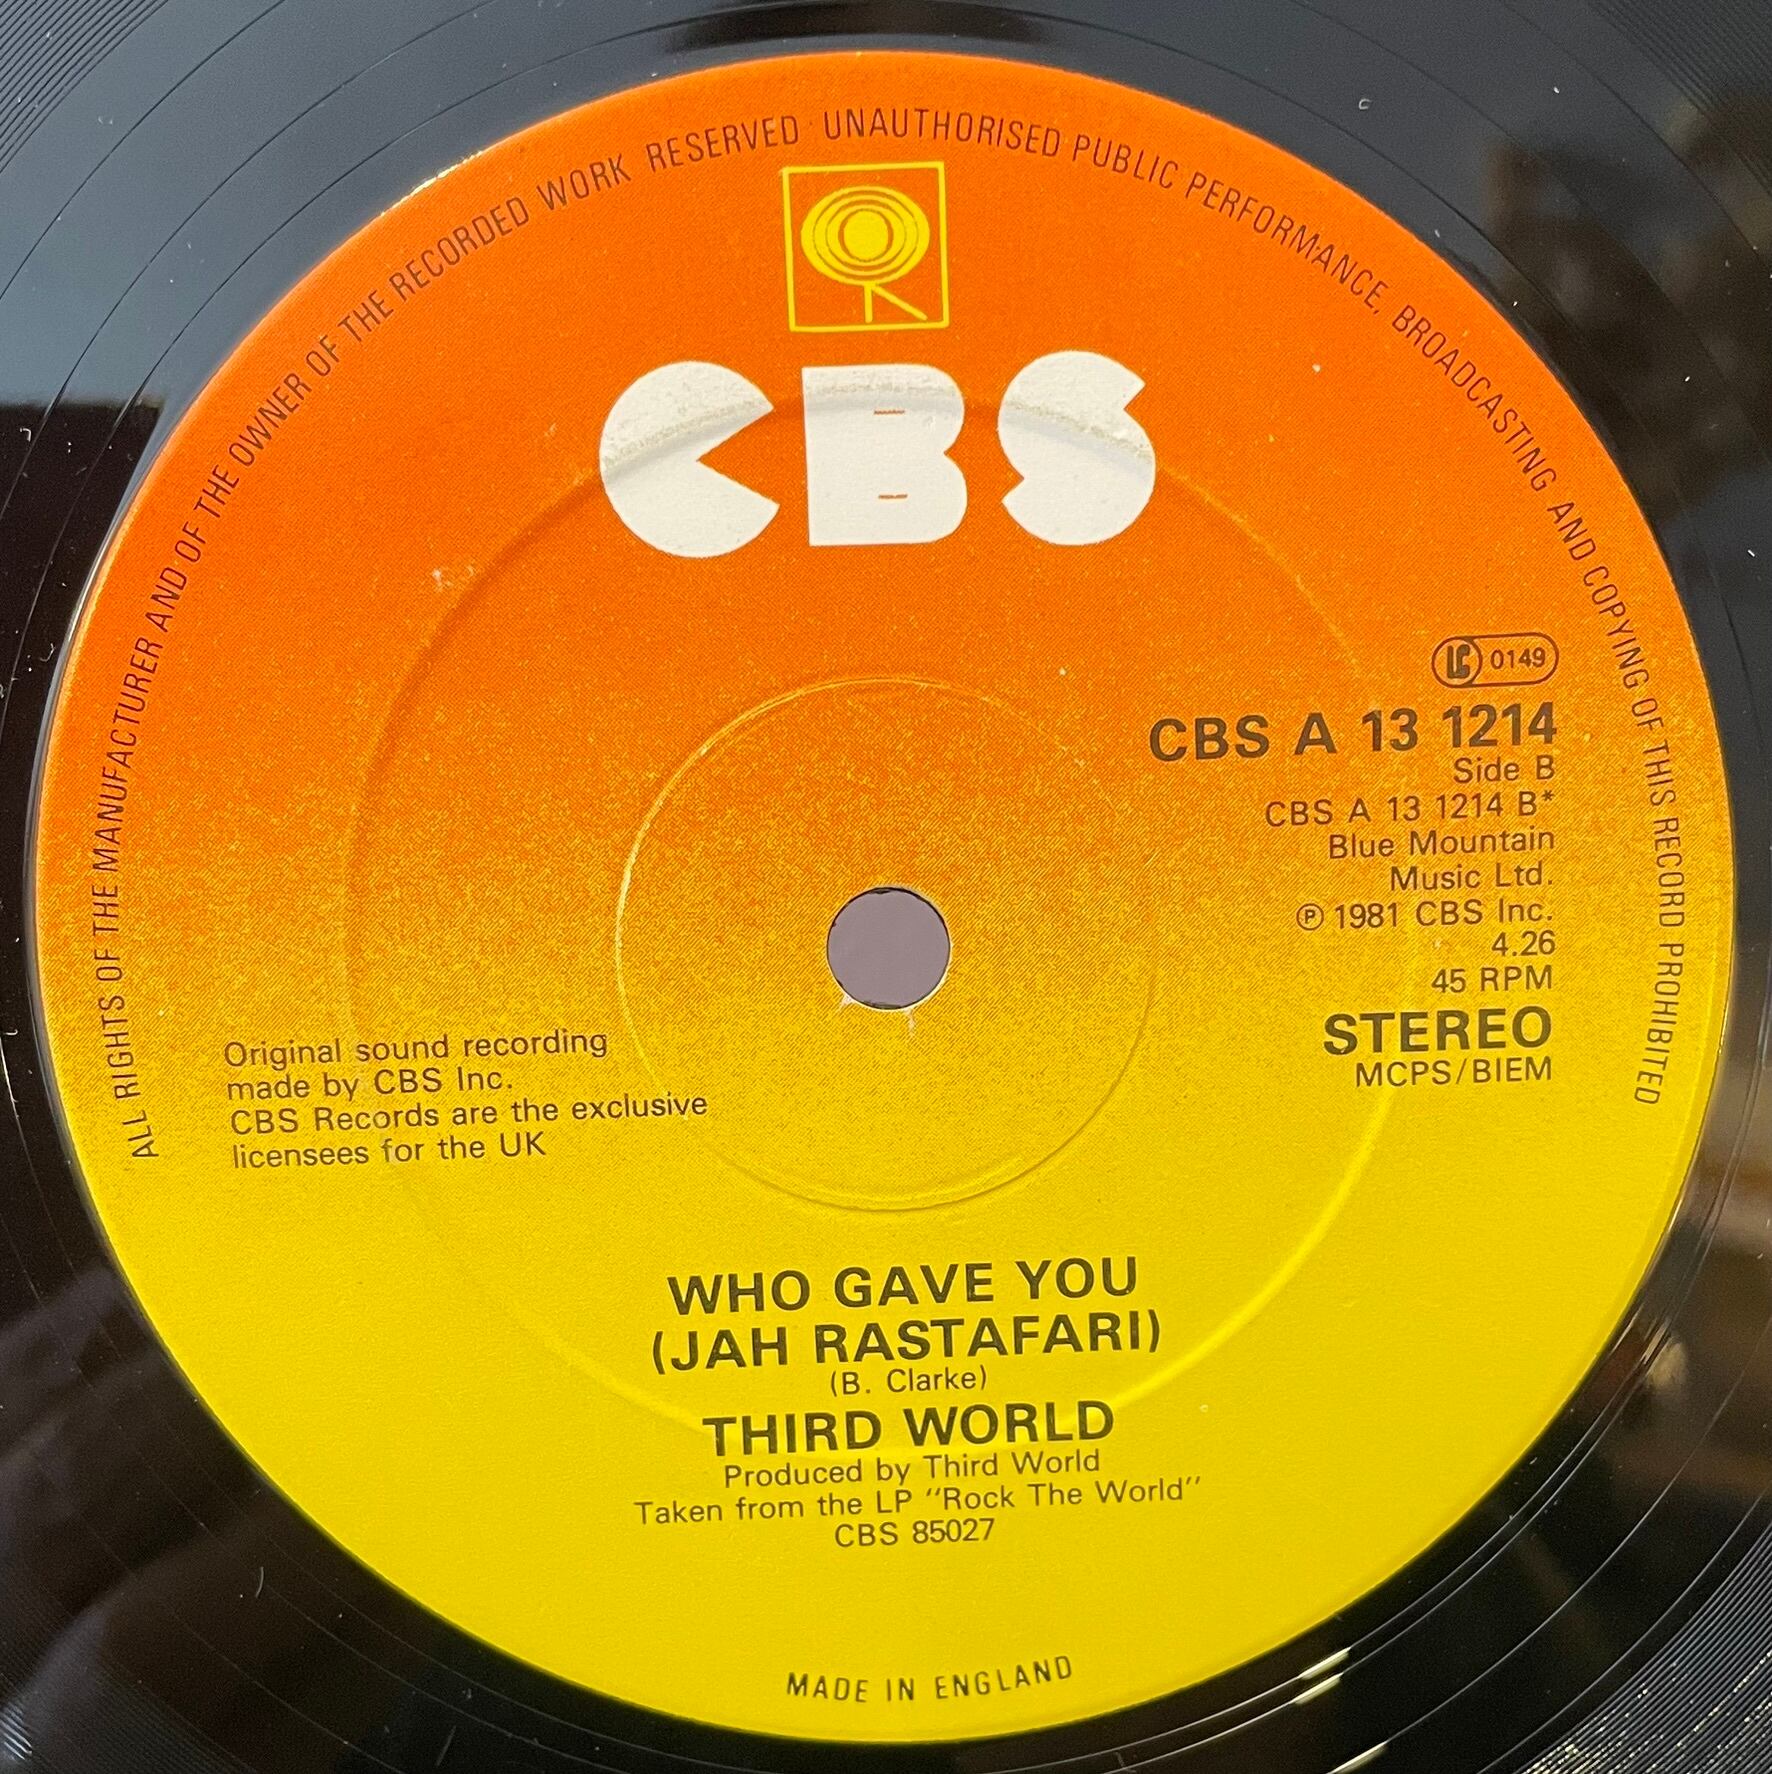 ALL RIGHTS OF THE MANUFACTURER AND OF THE OWNER OF THE RECORDED WORK RESERVED · UNAUTHORISED PUBLIC PERFORMANCE, BROADCASTING AND COPYING OF THIS RECORD PROHIBITED
CBS
LC 0149
CBS A 13 1214
Side B
CBS A 13 1214 B*
Blue Mountain
Music Ltd.
℗ 1981 CBS Inc.
4.26
45 RPM
STEREO
MCPS/BIEM
Original sound recording
made by CBS Inc.
CBS Records are the exclusive
licensees for the UK
WHO GAVE YOU
(JAH RASTAFARI)
(B. Clarke)
THIRD WORLD
Produced by Third World
Taken from the LP ‘‘Rock The World’’
CBS 85027
MADE IN ENGLAND